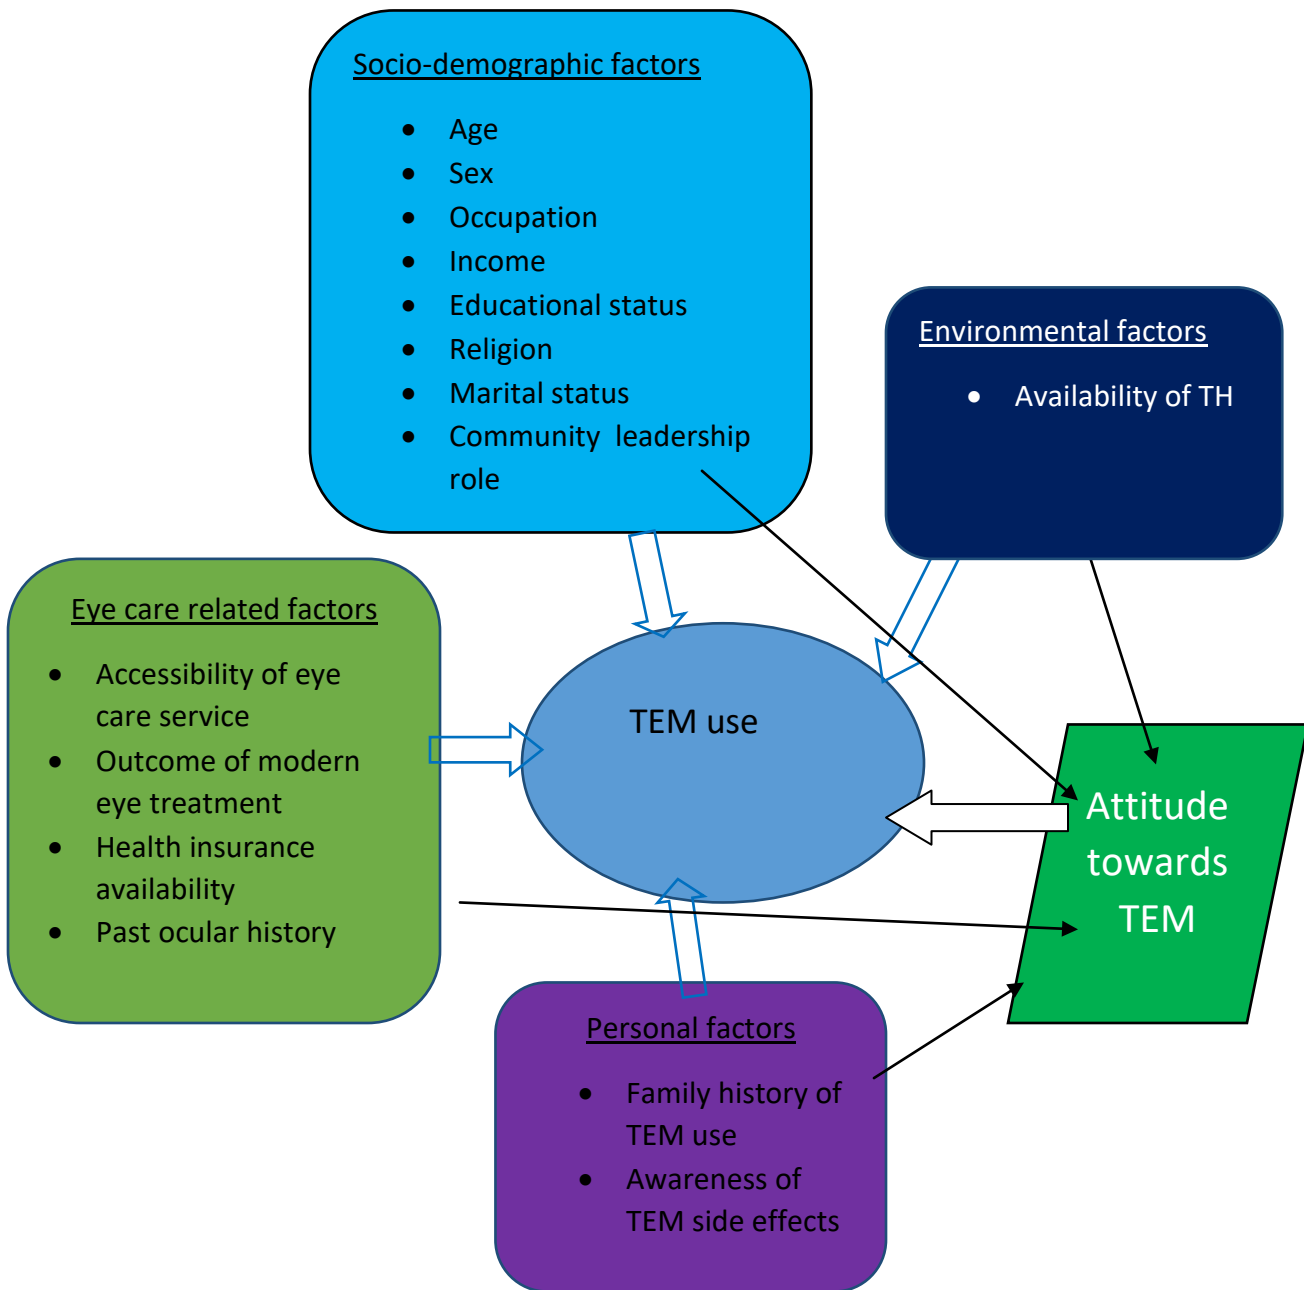 Socio-demographic factors
• Age
• Sex
• Occupation
• Income
• Educational status
• Religion
• Marital status
• Community leadership
role
Environmental factors
• Availability of TH
Eye care related factors
• Accessibility of eye
care service
• Outcome of modern
eye treatment
• Health insurance
availability
• Past ocular history
TEM use
Attitude
towards
TEM
Personal factors
• Family history of
TEM use
• Awareness of
TEM side effects